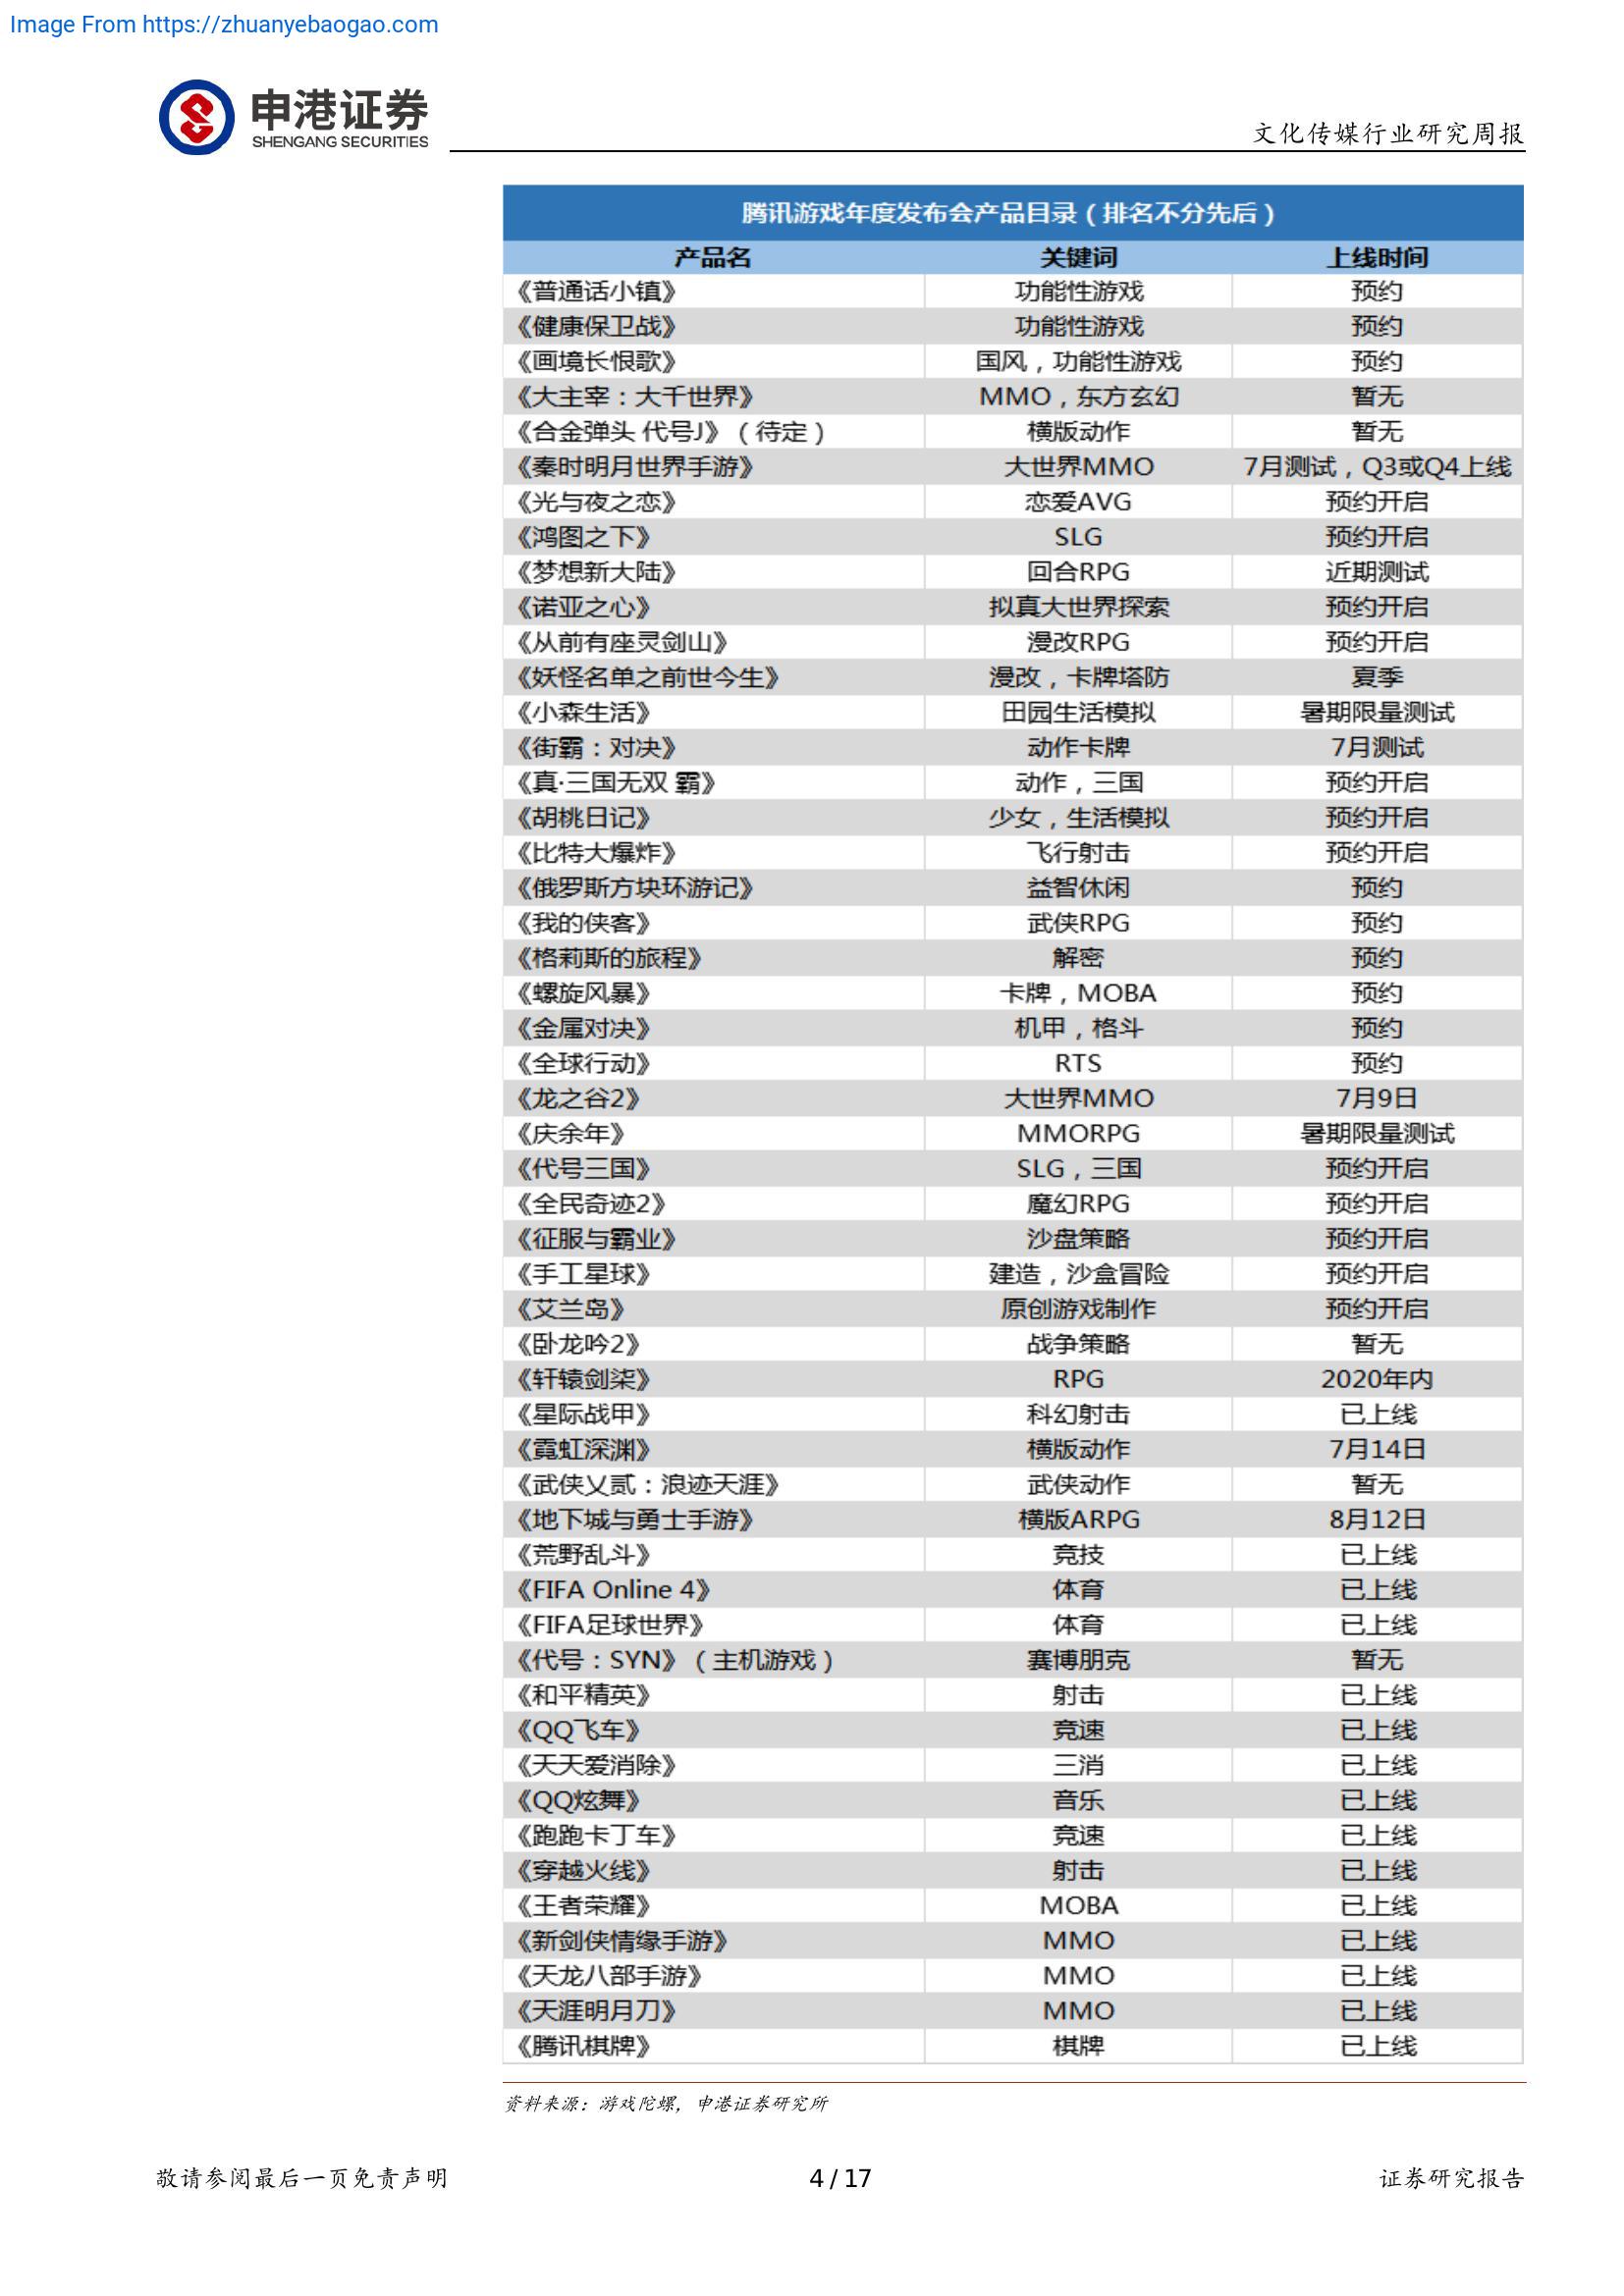 Image From https://zhuanyebaogao.com
申港证券
SHENGANG SECURITIES
文化传媒行业研究周报
腾讯游戏年度发布会产品目录（排名不分先后）
产品名 关键词 上线时间
《普通话小镇》 功能性游戏 预约
《健康保卫战》 功能性游戏 预约
《画境长恨歌》 国风，功能性游戏 预约
《大主宰：大千世界》 MMO，东方玄幻 暂无
《合金弹头 代号J》（待定） 横版动作 暂无
《秦时明月世界手游》 大世界MMO 7月测试，Q3或Q4上线
《光与夜之恋》 恋爱AVG 预约开启
《鸿图之下》 SLG 预约开启
《梦想新大陆》 回合RPG 近期测试
《诺亚之心》 拟真大世界探索 预约开启
《从前有座灵剑山》 漫改RPG 预约开启
《妖怪名单之前世今生》 漫改，卡牌塔防 夏季
《小森生活》 田园生活模拟 暑期限量测试
《街霸：对决》 动作卡牌 7月测试
《真·三国无双 霸》 动作，三国 预约开启
《胡桃日记》 少女，生活模拟 预约开启
《比特大爆炸》 飞行射击 预约开启
《俄罗斯方块环游记》 益智休闲 预约
《我的侠客》 武侠RPG 预约
《格莉斯的旅程》 解密 预约
《螺旋风暴》 卡牌，MOBA 预约
《金属对决》 机甲，格斗 预约
《全球行动》 RTS 预约
《龙之谷2》 大世界MMO 7月9日
《庆余年》 MMORPG 暑期限量测试
《代号三国》 SLG，三国 预约开启
《全民奇迹2》 魔幻RPG 预约开启
《征服与霸业》 沙盘策略 预约开启
《手工星球》 建造，沙盒冒险 预约开启
《艾兰岛》 原创游戏制作 预约开启
《卧龙吟2》 战争策略 暂无
《轩辕剑柒》 RPG 2020年内
《星际战甲》 科幻射击 已上线
《霓虹深渊》 横版动作 7月14日
《武侠乂贰：浪迹天涯》 武侠动作 暂无
《地下城与勇士手游》 横版ARPG 8月12日
《荒野乱斗》 竞技 已上线
《FIFA Online 4》 体育 已上线
《FIFA足球世界》 体育 已上线
《代号：SYN》（主机游戏） 赛博朋克 暂无
《和平精英》 射击 已上线
《QQ飞车》 竞速 已上线
《天天爱消除》 三消 已上线
《QQ炫舞》 音乐 已上线
《跑跑卡丁车》 竞速 已上线
《穿越火线》 射击 已上线
《王者荣耀》 MOBA 已上线
《新剑侠情缘手游》 MMO 已上线
《天龙八部手游》 MMO 已上线
《天涯明月刀》 MMO 已上线
《腾讯棋牌》 棋牌 已上线
资料来源：游戏陀螺，申港证券研究所
敬请参阅最后一页免责声明 4 / 17 证券研究报告